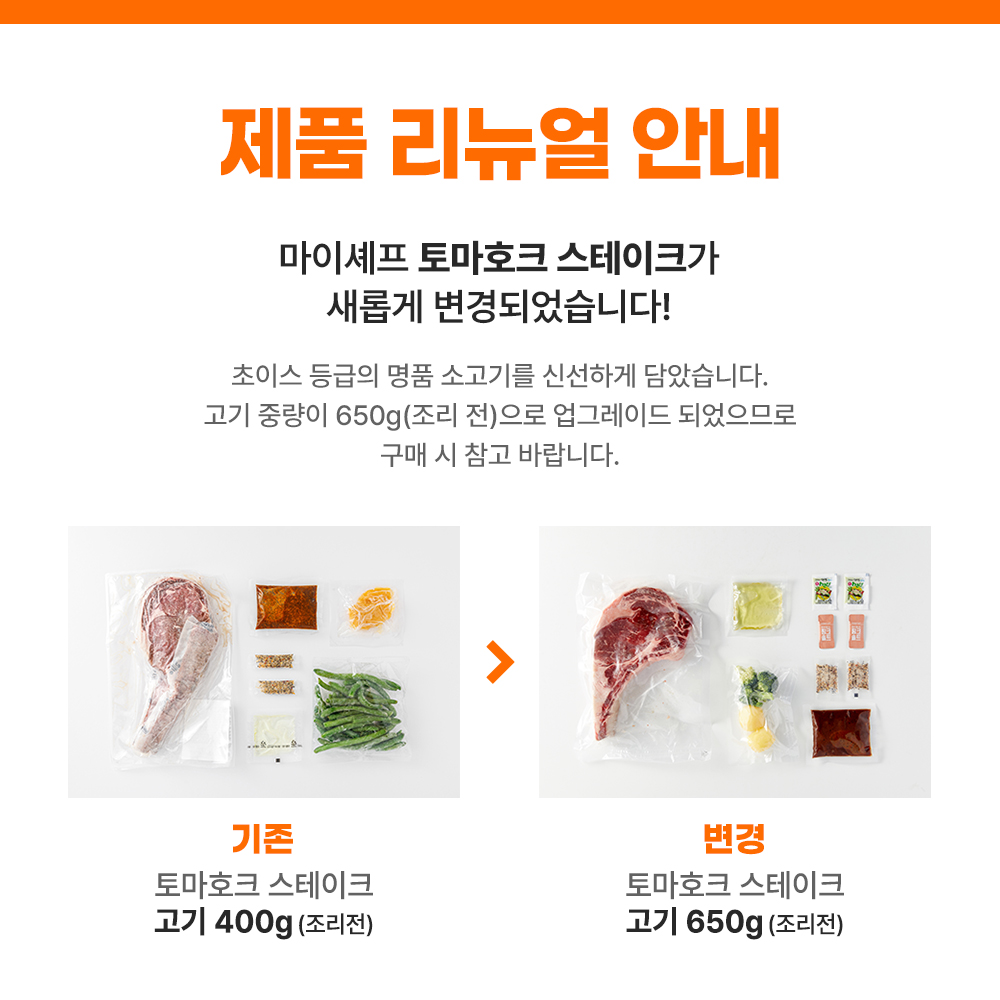 제품 리뉴얼 안내
마이셰프 토마호크 스테이크가
새롭게 변경되었습니다!
초이스 등급의 명품 소고기를 신선하게 담았습니다.
고기 중량이 650g(조리 전)으로 업그레이드 되었으므로
구매 시 참고 바랍니다.
기존
토마호크 스테이크
고기 400g (조리전)
변경
토마호크 스테이크
고기 650g (조리전)